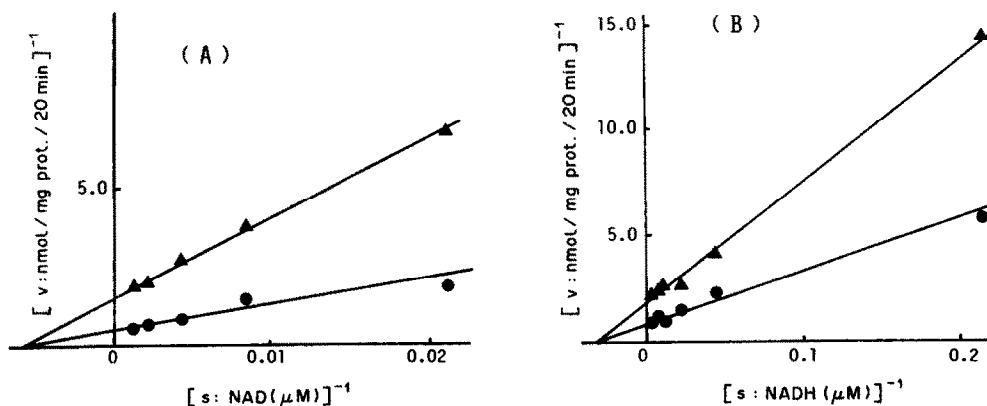 [ v : nmol / mg prot. / 20 min ]⁻¹
( A )
5.0
0
0.01
0.02
[ s : NAD (μM) ]⁻¹
[ v : nmol / mg prot. / 20 min ]⁻¹
( B )
15.0
10.0
5.0
0
0.1
0.2
[ s : NADH (μM) ]⁻¹